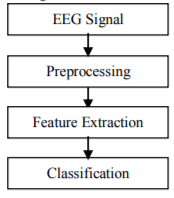 EEG Signal
Preprocessing
Feature Extraction
Classification